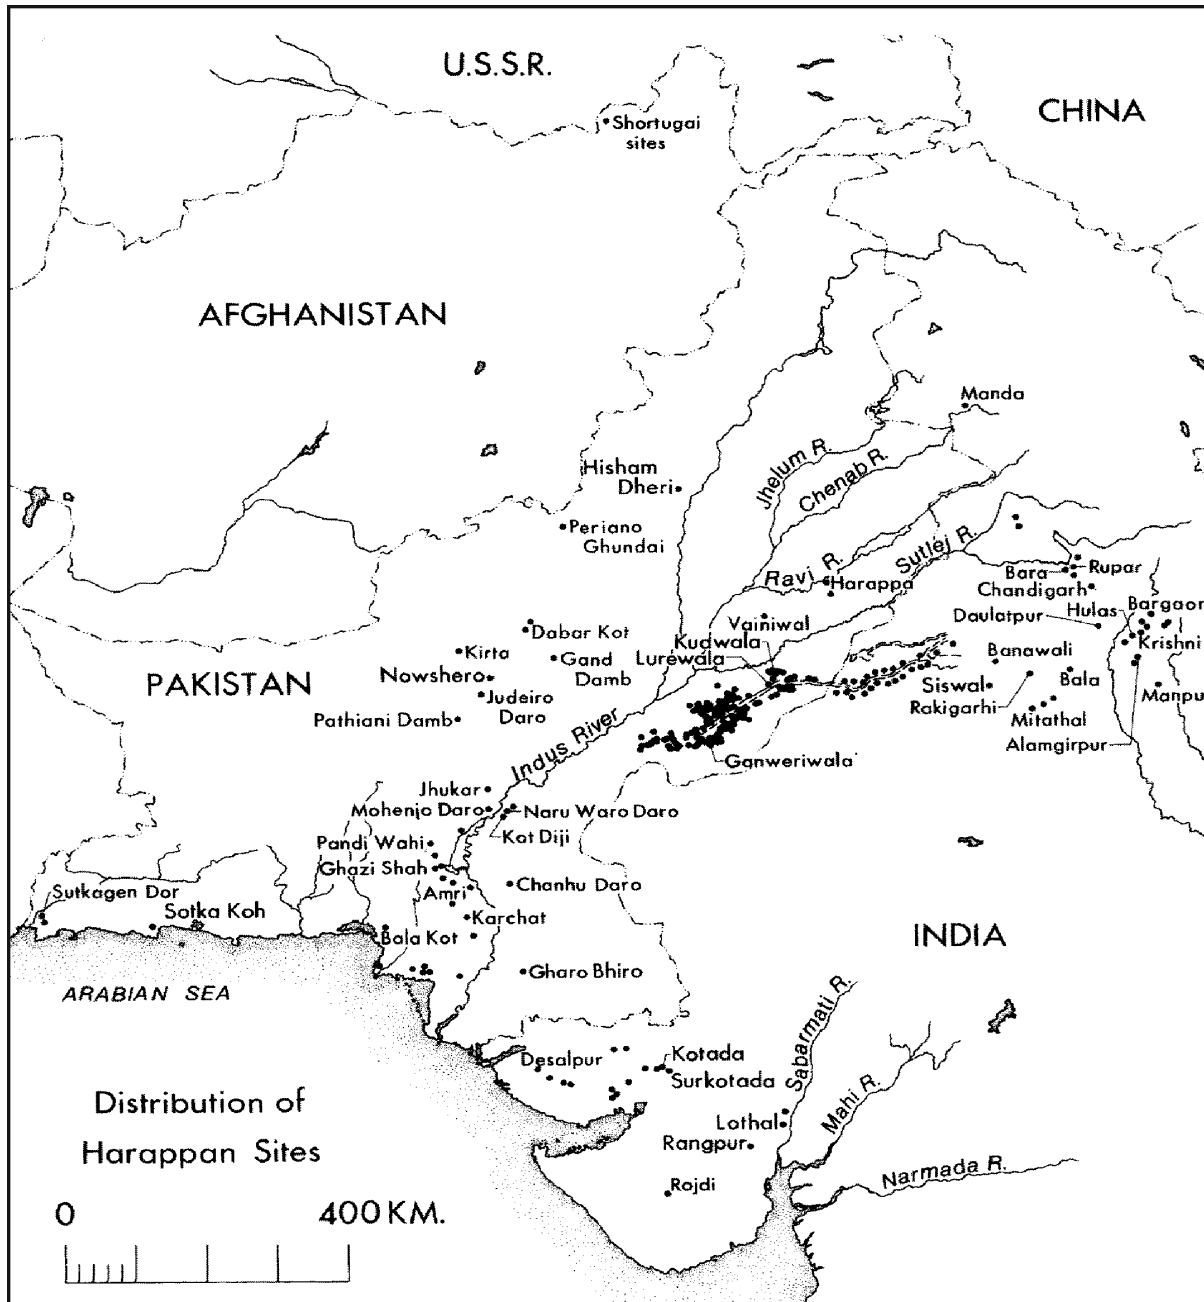 U.S.S.R.
CHINA
Shortugai
sites
AFGHANISTAN
Manda
Jhelum R.
Chenab R.
Hisham
Dheri
Periano
Ghundai
Ravi R.
Sutlej R.
Harappa
Bara
Rupar
Chandigarh
Daulatpur
Hulas
Bargaon
Vainiwal
Kudwala
Lurewala
Krishni
Dabar Kot
Kirta
Gand
Damb
Nowshero
Judeiro
Daro
Banawali
Bala
Siswal
Rakigarhi
Manpu
PAKISTAN
Pathiani Damb
Mitathal
Alamgirpur
Indus River
Ganweriwala
Jhukar
Mohenjo Daro
Naru Waro Daro
Kot Diji
Pandi Wahi
Ghazi Shah
Amri
Chanhu Daro
Sutkagen Dor
Sotka Koh
Karchat
Bala Kot
INDIA
Gharo Bhiro
ARABIAN SEA
Sabarmati R.
Desalpur
Kotada
Surkotada
Mahi R.
Lothal
Rangpur
Narmada R.
Rojdi
Distribution of
Harappan Sites
0 400 KM.